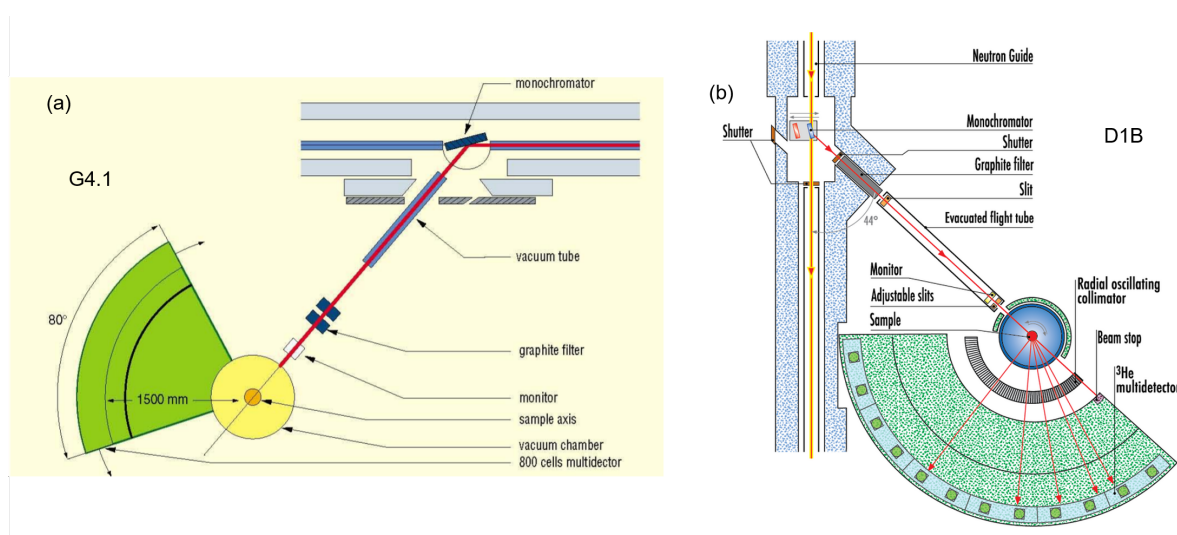 (a)
monochromator
G4.1
vacuum tube
80°
graphite filter
1500 mm
monitor
sample axis
vacuum chamber
800 cells multidector
(b)
Neutron Guide
D1B
Monochromator
Shutter
Shutter
Graphite filter
Slit
Evacuated flight tube
44°
Monitor
Radial oscillating
collimator
Adjustable slits
Sample
Beam stop
³He
multidetector